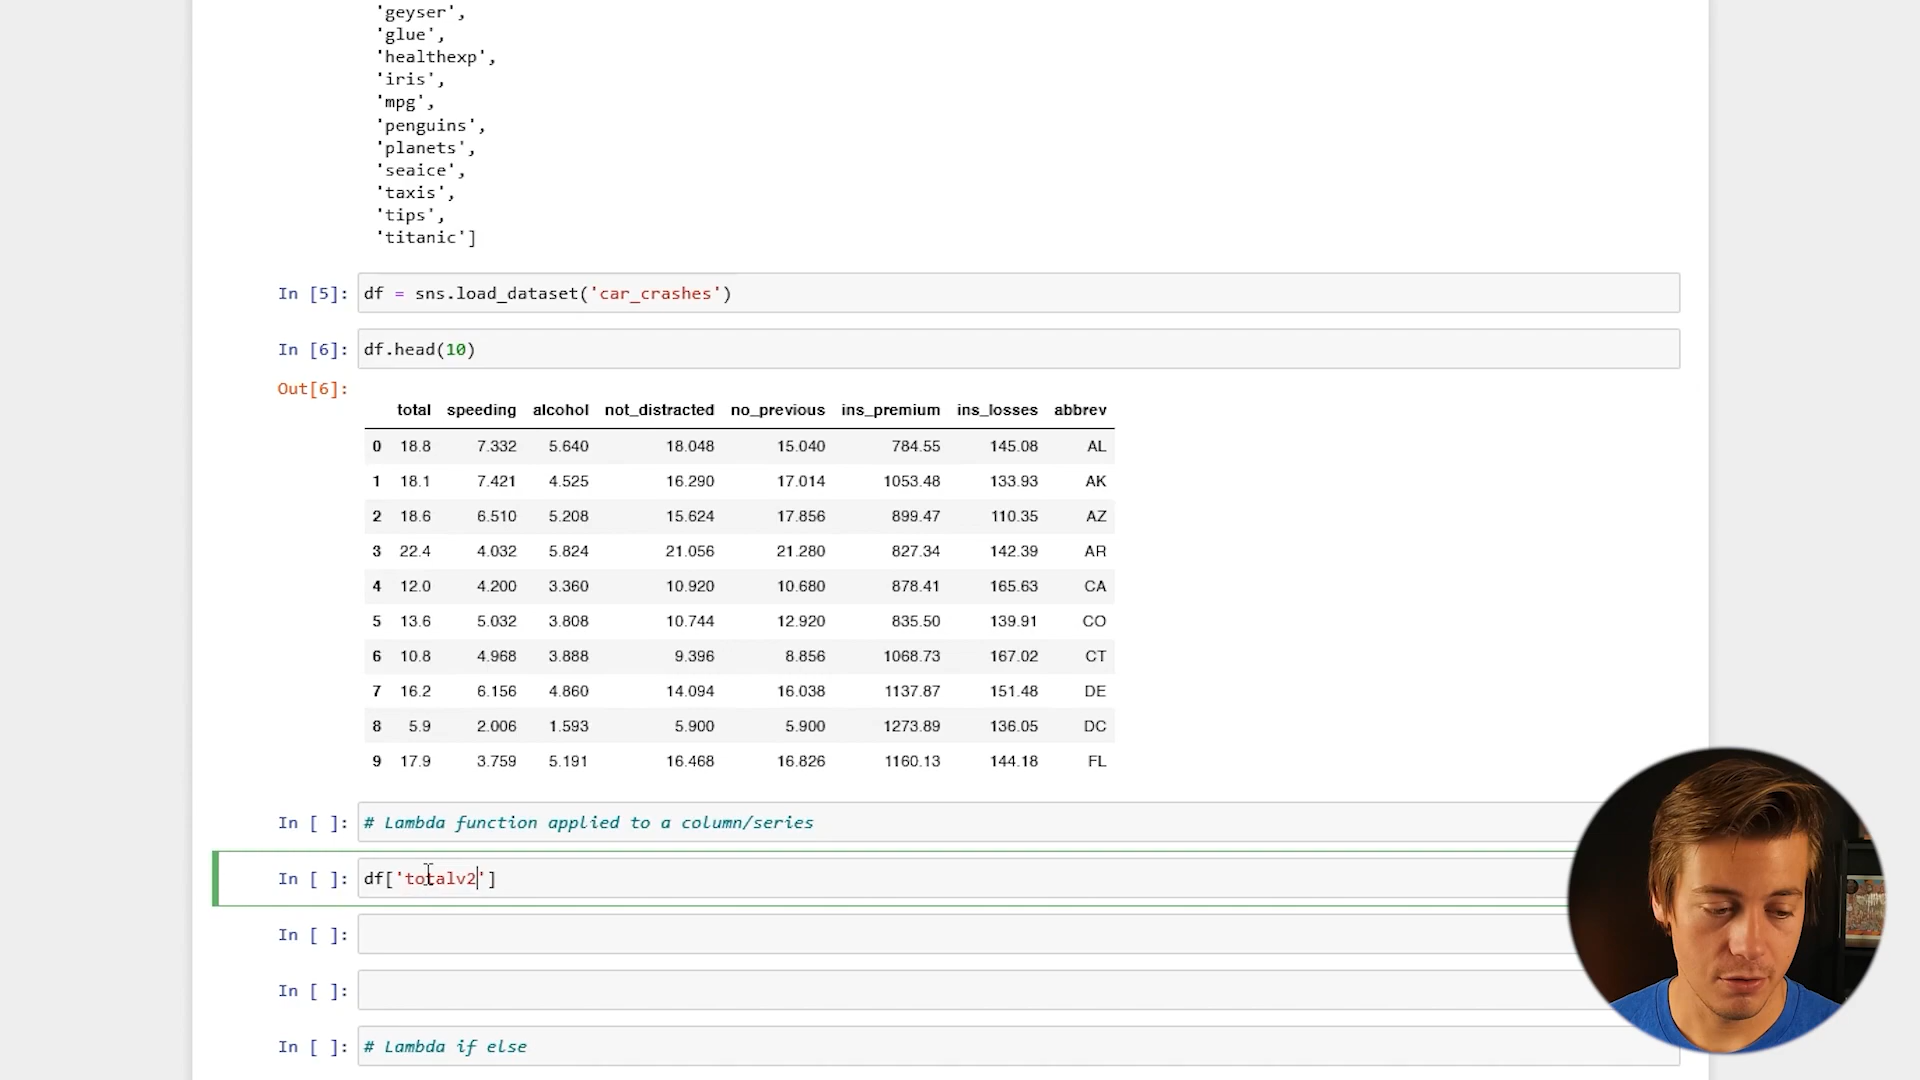 'geyser',
'glue',
'healthexp',
'iris',
'mpg',
'penguins',
'planets',
'seaice',
'taxis',
'tips',
'titanic']
In [5]: df = sns.load_dataset('car_crashes')
In [6]: df.head(10)
Out[6]:
total speeding alcohol not_distracted no_previous ins_premium ins_losses abbrev
0 18.8 7.332 5.640 18.048 15.040 784.55 145.08 AL
1 18.1 7.421 4.525 16.290 17.014 1053.48 133.93 AK
2 18.6 6.510 5.208 15.624 17.856 899.47 110.35 AZ
3 22.4 4.032 5.824 21.056 21.280 827.34 142.39 AR
4 12.0 4.200 3.360 10.920 10.680 878.41 165.63 CA
5 13.6 5.032 3.808 10.744 12.920 835.50 139.91 CO
6 10.8 4.968 3.888 9.396 8.856 1068.73 167.02 CT
7 16.2 6.156 4.860 14.094 16.038 1137.87 151.48 DE
8 5.9 2.006 1.593 5.900 5.900 1273.89 136.05 DC
9 17.9 3.759 5.191 16.468 16.826 1160.13 144.18 FL
In [ ]: # Lambda function applied to a column/series
In [ ]: df['totalv2']
In [ ]:
In [ ]:
In [ ]: # Lambda if else